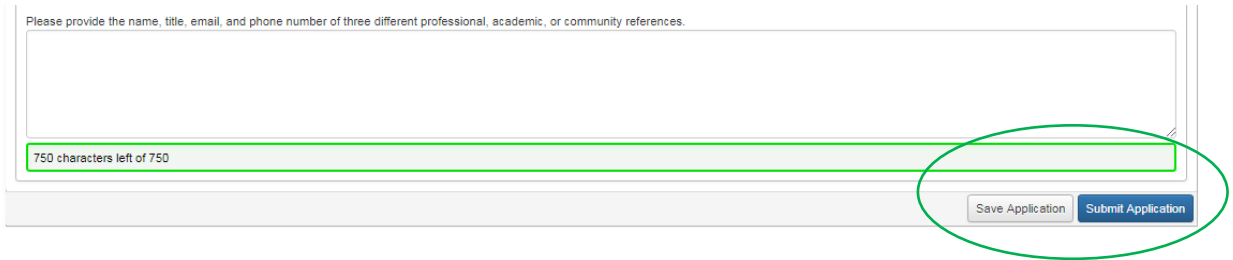 Please provide the name, title, email, and phone number of three different professional, academic, or community references.
750 characters left of 750
Save Application Submit Application